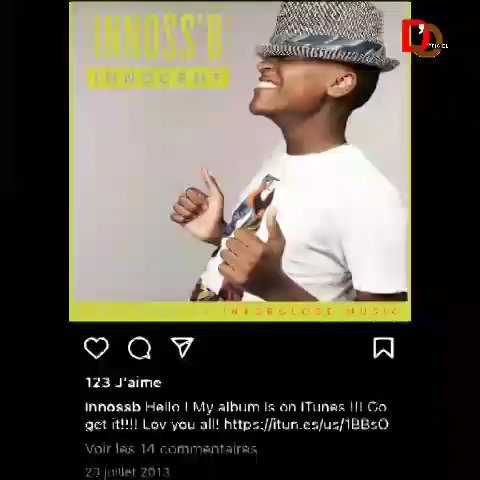 INNOSS'B
INNOCENT
INNERGLOBE MUSIC
123 J'aime
innossb Hello ! My album is on iTunes !!! Go
get it!!!! Lov you all! https://itun.es/us/1BBsO
Voir les 14 commentaires
23 juillet 2013